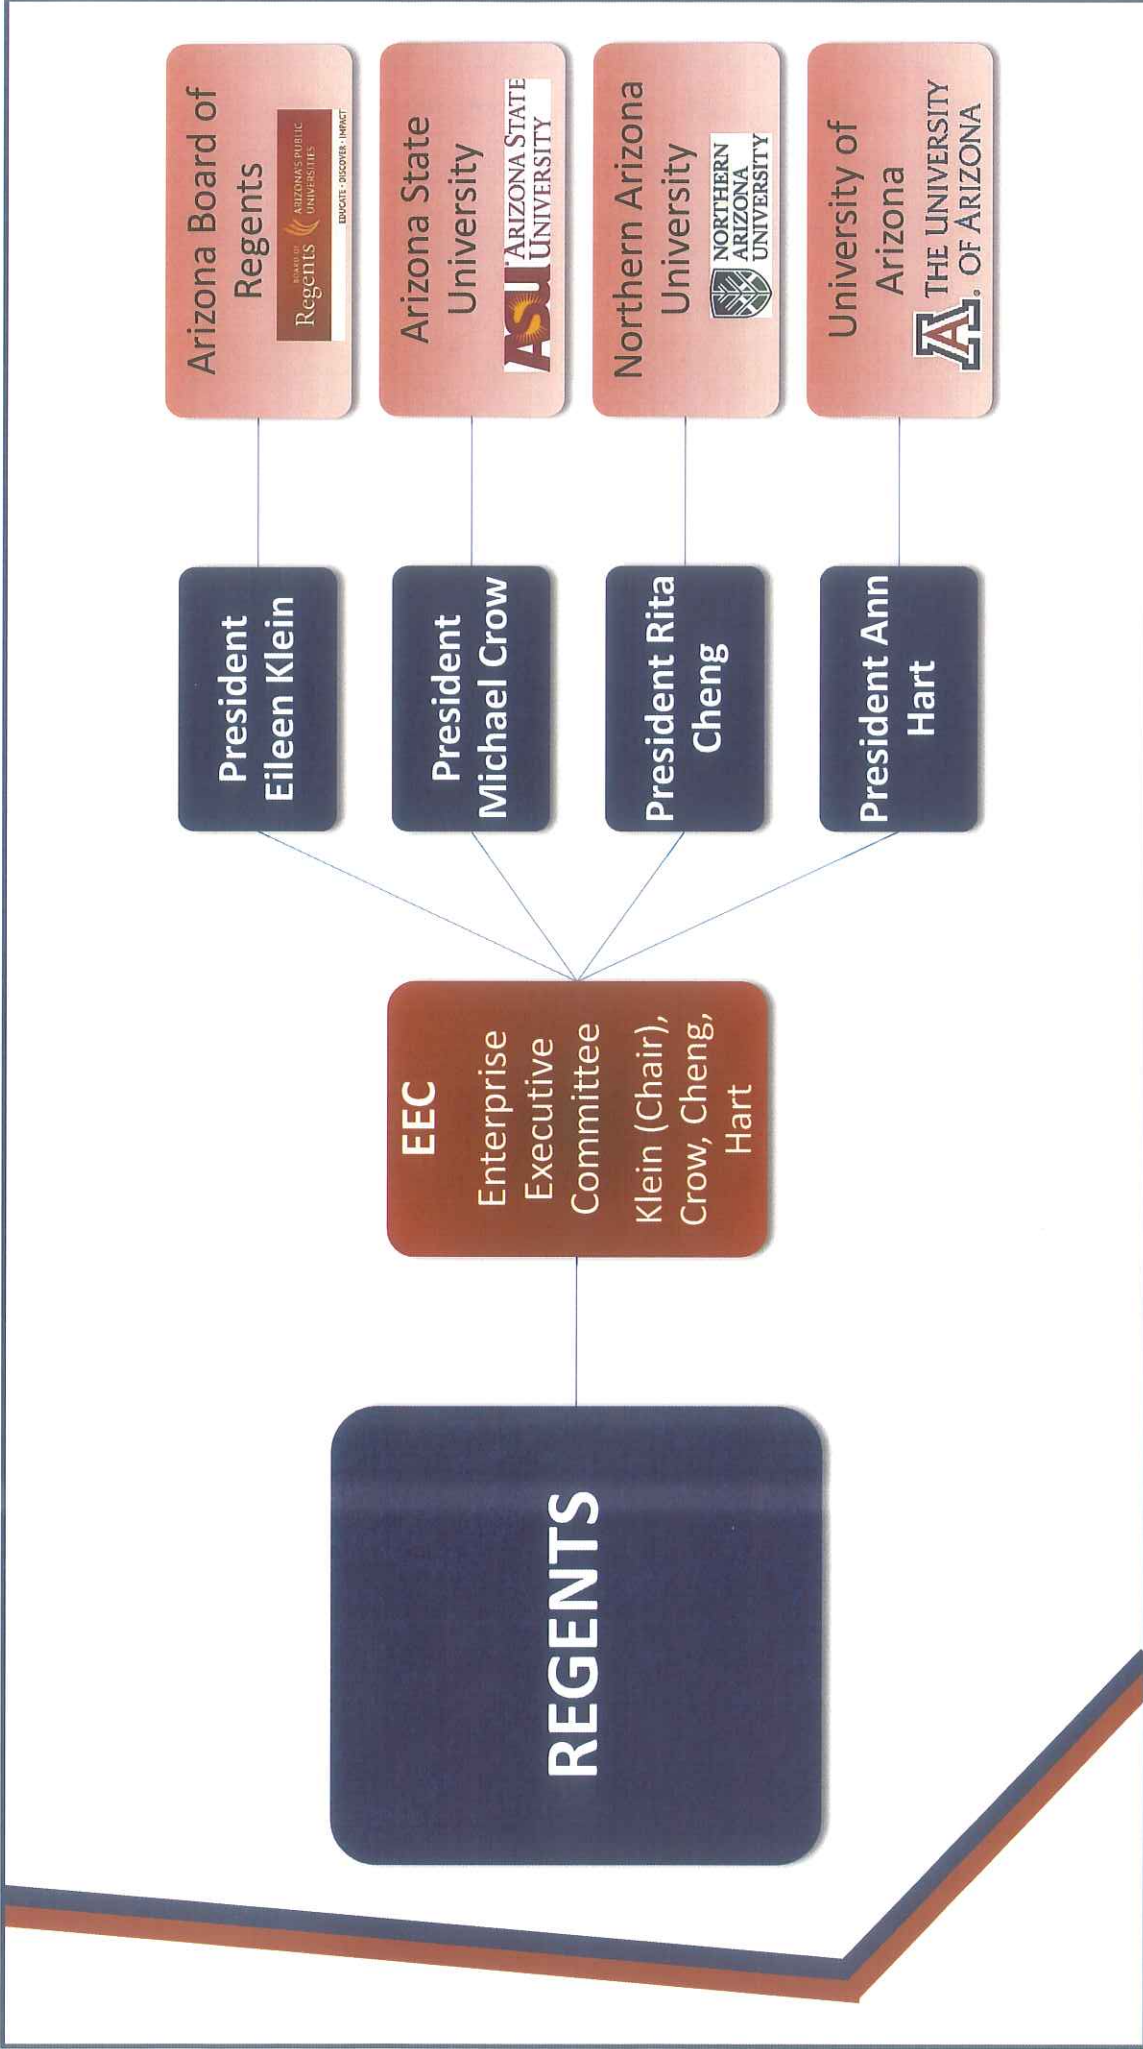 REGENTS
EEC
Enterprise
Executive
Committee
Klein (Chair),
Crow, Cheng,
Hart
President
Eileen Klein
President
Michael Crow
President Rita
Cheng
President Ann
Hart
Arizona Board of
Regents
BOARD OF
Regents
ARIZONA'S PUBLIC
UNIVERSITIES
EDUCATE · DISCOVER · IMPACT
Arizona State
University
ASU ARIZONA STATE
UNIVERSITY
Northern Arizona
University
NORTHERN
ARIZONA
UNIVERSITY
University of
Arizona
A THE UNIVERSITY
OF ARIZONA